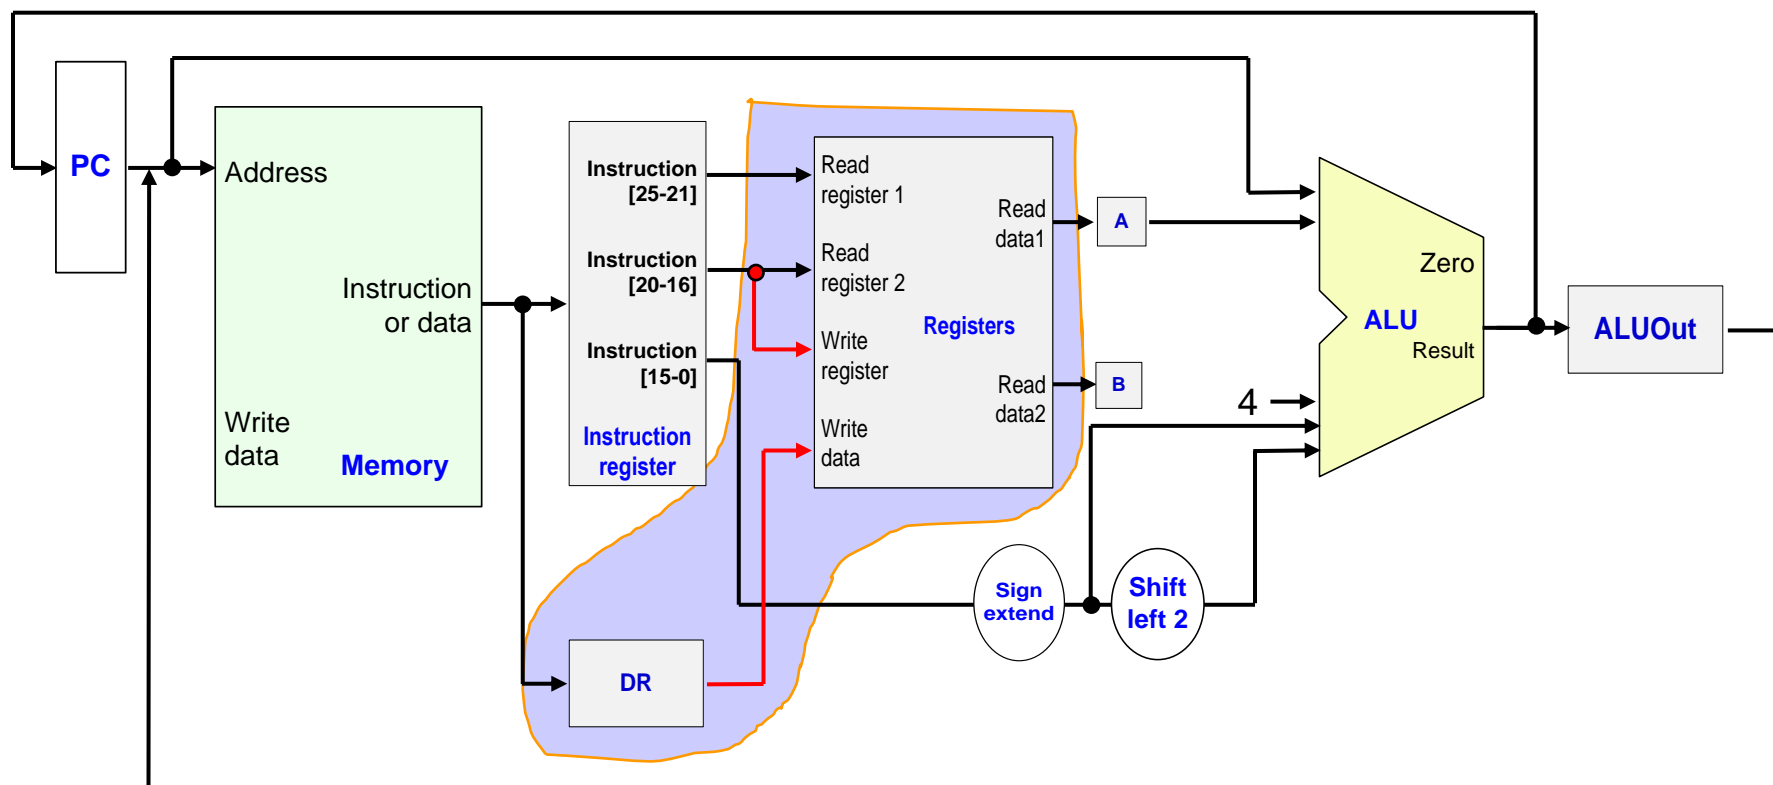 PC
Address
Instruction
or data
Write
data
Memory
Instruction
[25-21]
Instruction
[20-16]
Instruction
[15-0]
Instruction
register
Read
register 1
Read
register 2
Write
register
Write
data
Registers
Read
data1
Read
data2
A
B
4
Zero
ALU
Result
ALUOut
Sign
extend
Shift
left 2
DR